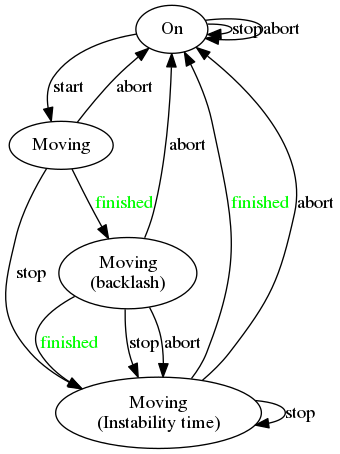 On
stop
abort
start
abort
abort
Moving
finished
finished
abort
stop
Moving
(backlash)
finished
stop
abort
Moving
(Instability time)
stop